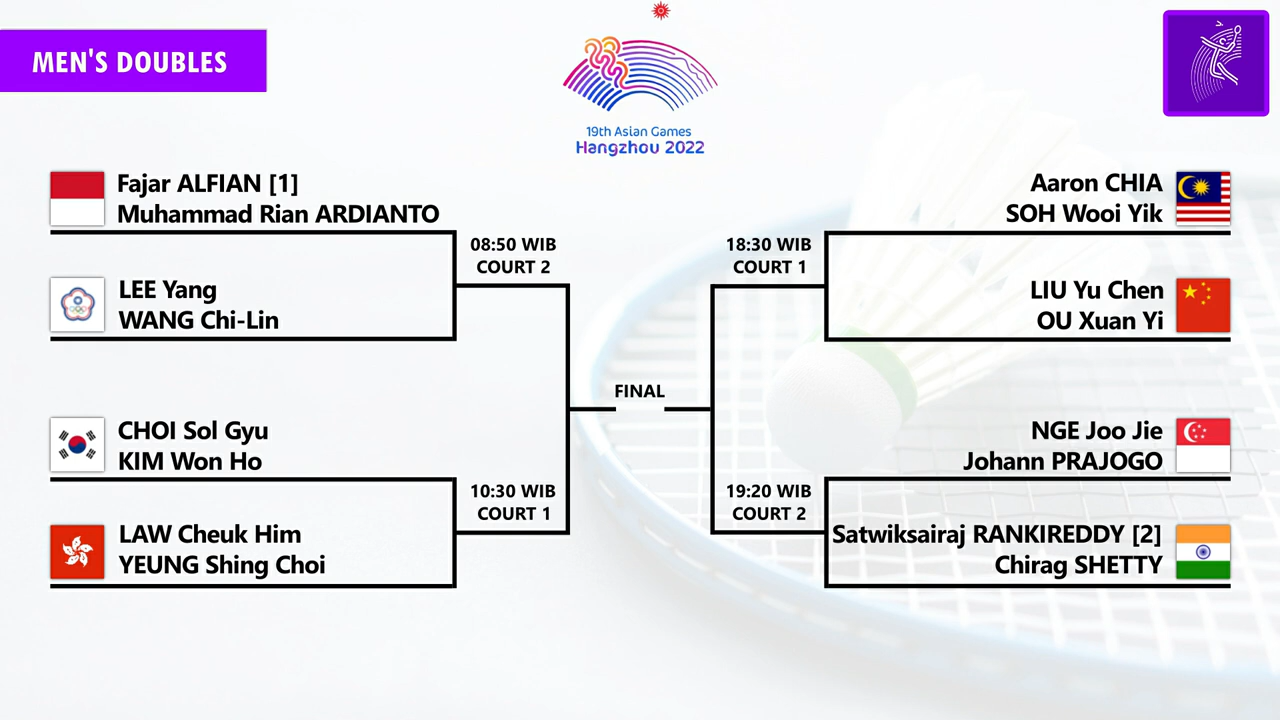 MEN'S DOUBLES
19th Asian Games
Hangzhou 2022
Fajar ALFIAN [1]
Muhammad Rian ARDIANTO
08:50 WIB
COURT 2
LEE Yang
WANG Chi-Lin
CHOI Sol Gyu
KIM Won Ho
10:30 WIB
COURT 1
LAW Cheuk Him
YEUNG Shing Choi
FINAL
Aaron CHIA
SOH Wooi Yik
18:30 WIB
COURT 1
LIU Yu Chen
OU Xuan Yi
NGE Joo Jie
Johann PRAJOGO
19:20 WIB
COURT 2
Satwiksairaj RANKIREDDY [2]
Chirag SHETTY